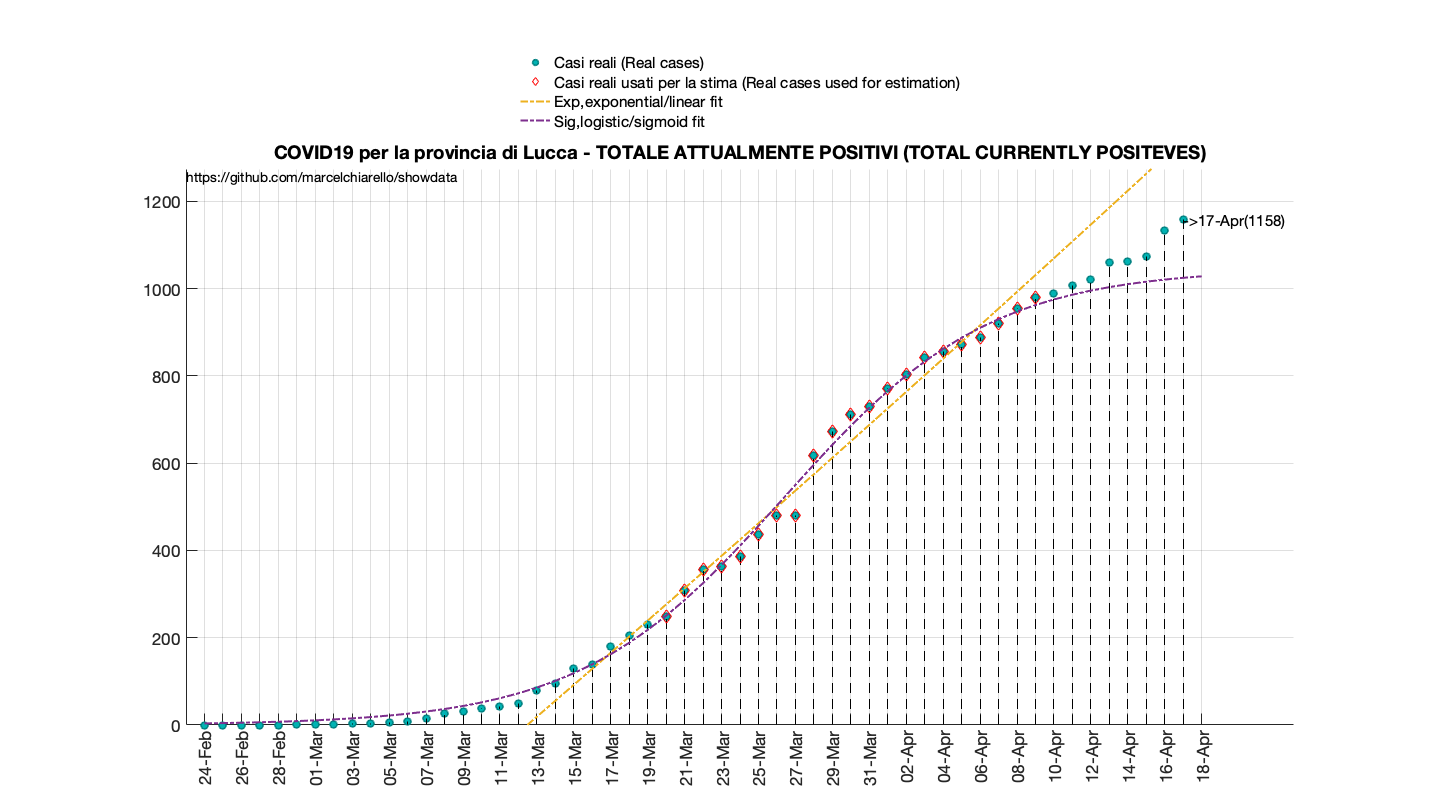 Casi reali (Real cases)
Casi reali usati per la stima (Real cases used for estimation)
Exp,exponential/linear fit
Sig,logistic/sigmoid fit
COVID19 per la provincia di Lucca - TOTALE ATTUALMENTE POSITIVI (TOTAL CURRENTLY POSITEVES)
https://github.com/marcelchiarello/showdata
1200
1000
800
600
400
200
0
->17-Apr(1158)
24-Feb
26-Feb
28-Feb
01-Mar
03-Mar
05-Mar
07-Mar
09-Mar
11-Mar
13-Mar
15-Mar
17-Mar
19-Mar
21-Mar
23-Mar
25-Mar
27-Mar
29-Mar
31-Mar
02-Apr
04-Apr
06-Apr
08-Apr
10-Apr
12-Apr
14-Apr
16-Apr
18-Apr